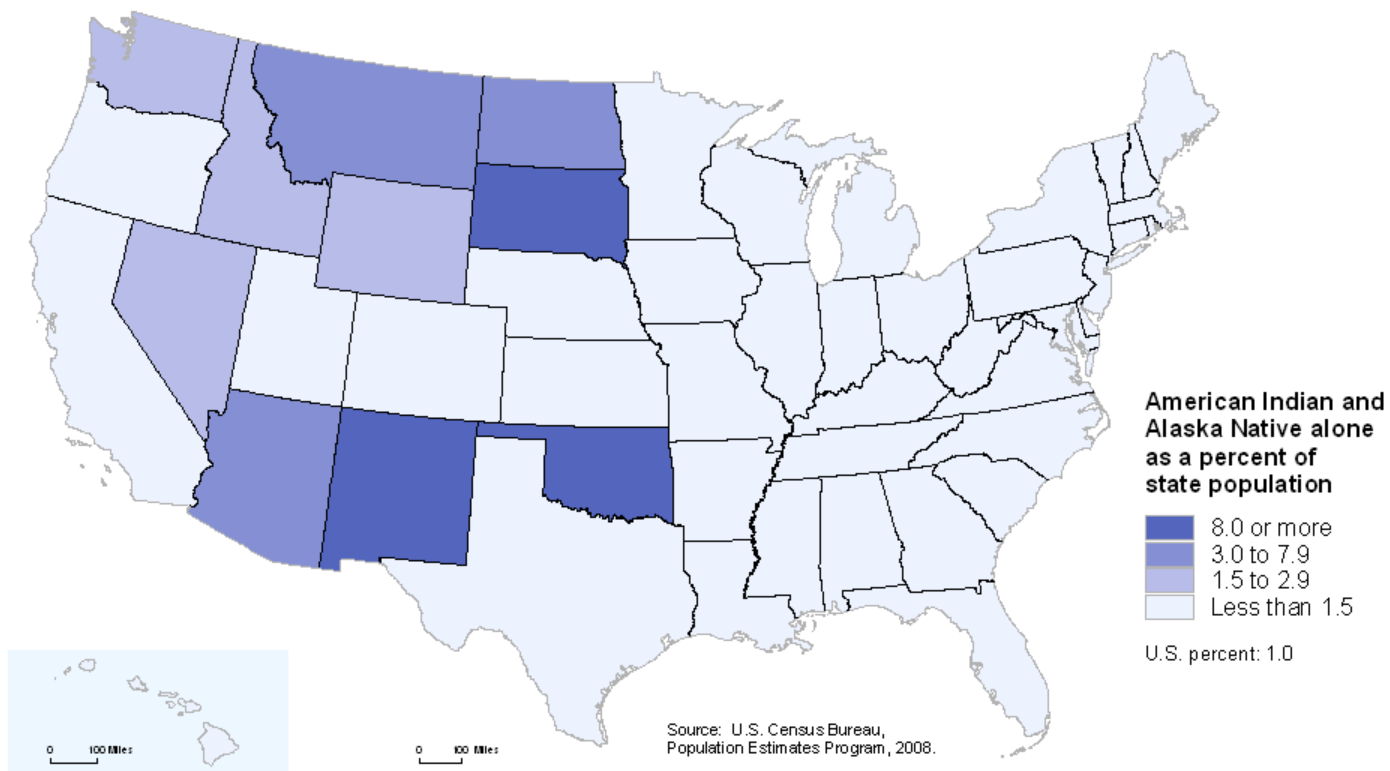 American Indian and
Alaska Native alone
as a percent of
state population
8.0 or more
3.0 to 7.9
1.5 to 2.9
Less than 1.5
U.S. percent: 1.0
0 100 Miles
0 100 Miles
Source: U.S. Census Bureau,
Population Estimates Program, 2008.